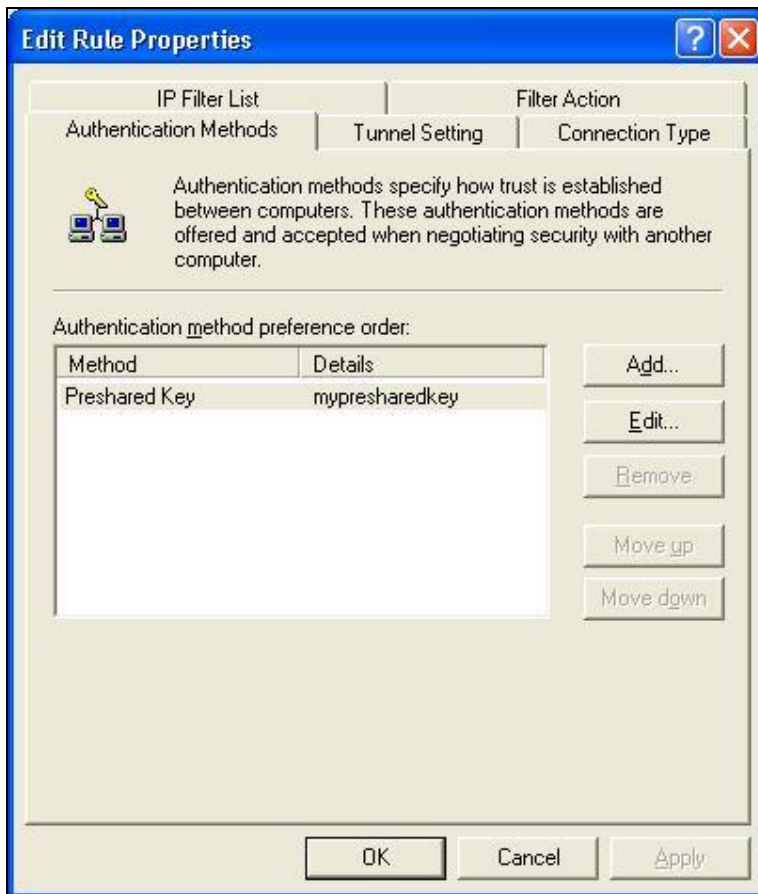 Edit Rule Properties
IP Filter List
Filter Action
Authentication Methods
Tunnel Setting
Connection Type
Authentication methods specify how trust is established
between computers. These authentication methods are
offered and accepted when negotiating security with another
computer.
Authentication method preference order:
Method Details
Preshared Key mypresharedkey
Add...
Edit...
Remove
Move up
Move down
OK
Cancel
Apply